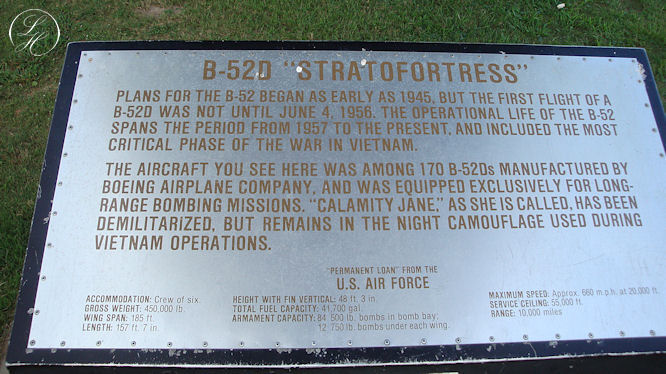 LH
B-52D "STRATOFORTRESS"
PLANS FOR THE B-52 BEGAN AS EARLY AS 1945, BUT THE FIRST FLIGHT OF A
B-52D WAS NOT UNTIL JUNE 4, 1956. THE OPERATIONAL LIFE OF THE B-52
SPANS THE PERIOD FROM 1957 TO THE PRESENT, AND INCLUDED THE MOST
CRITICAL PHASE OF THE WAR IN VIETNAM.
THE AIRCRAFT YOU SEE HERE WAS AMONG 170 B-52Ds MANUFACTURED BY
BOEING AIRPLANE COMPANY, AND WAS EQUIPPED EXCLUSIVELY FOR LONG-
RANGE BOMBING MISSIONS. "CALAMITY JANE," AS SHE IS CALLED, HAS BEEN
DEMILITARIZED, BUT REMAINS IN THE NIGHT CAMOUFLAGE USED DURING
VIETNAM OPERATIONS.
"PERMANENT LOAN" FROM THE
U.S. AIR FORCE
ACCOMMODATION: Crew of six.
GROSS WEIGHT: 450,000 lb.
WING SPAN: 185 ft.
LENGTH: 157 ft. 7 in.
HEIGHT WITH FIN VERTICAL: 48 ft. 3 in.
TOTAL FUEL CAPACITY: 41,700 gal.
ARMAMENT CAPACITY: 84 500 lb. bombs in bomb bay;
12 750 lb. bombs under each wing.
MAXIMUM SPEED: Approx. 660 m.p.h. at 20,000 ft.
SERVICE CEILING: 55,000 ft.
RANGE: 10,000 miles